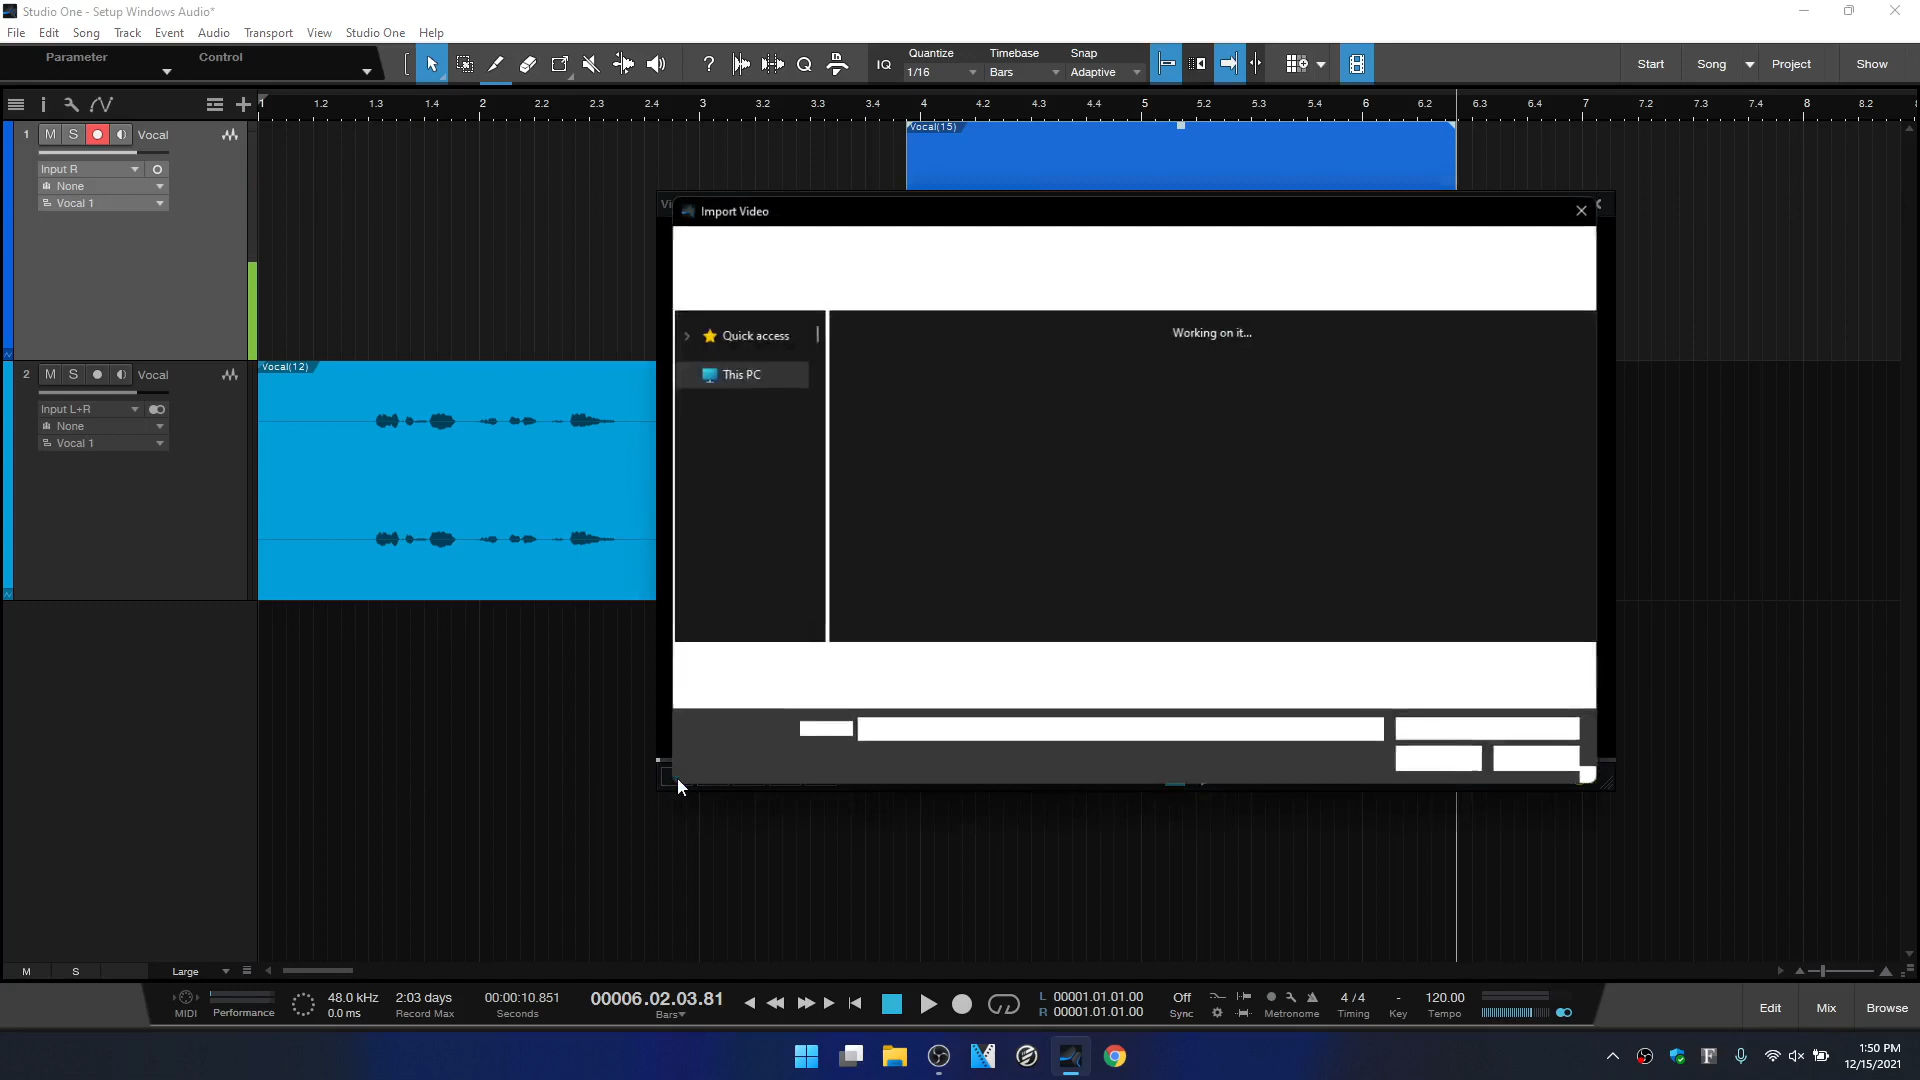 Studio One - Setup Windows Audio*
File Edit Song Track Event Audio Transport View Studio One Help
Parameter Control
IQ Quantize 1/16 Timebase Bars Snap Adaptive
Start Song Project Show
1 1.2 1.3 1.4 2 2.2 2.3 2.4 3 3.2 3.3 3.4 4 4.2 4.3 4.4 5 5.2 5.3 5.4 6 6.2 6.3 6.4 7 7.2 7.3 7.4 8 8.2
1 M S Vocal
Input R
None
Vocal 1
Vocal(15)
Import Video
Quick access
This PC
Working on it...
2 M S Vocal
Input L+R
None
Vocal 1
Vocal(12)
M S Large
MIDI Performance
48.0 kHz
0.0 ms
2:03 days
Record Max
00:00:10.851
Seconds
00006.02.03.81
Bars
L 00001.01.01.00
R 00001.01.01.00
Off
Sync
Metronome
4 / 4
Timing
-
Key
120.00
Tempo
Edit Mix Browse
1:50 PM
12/15/2021